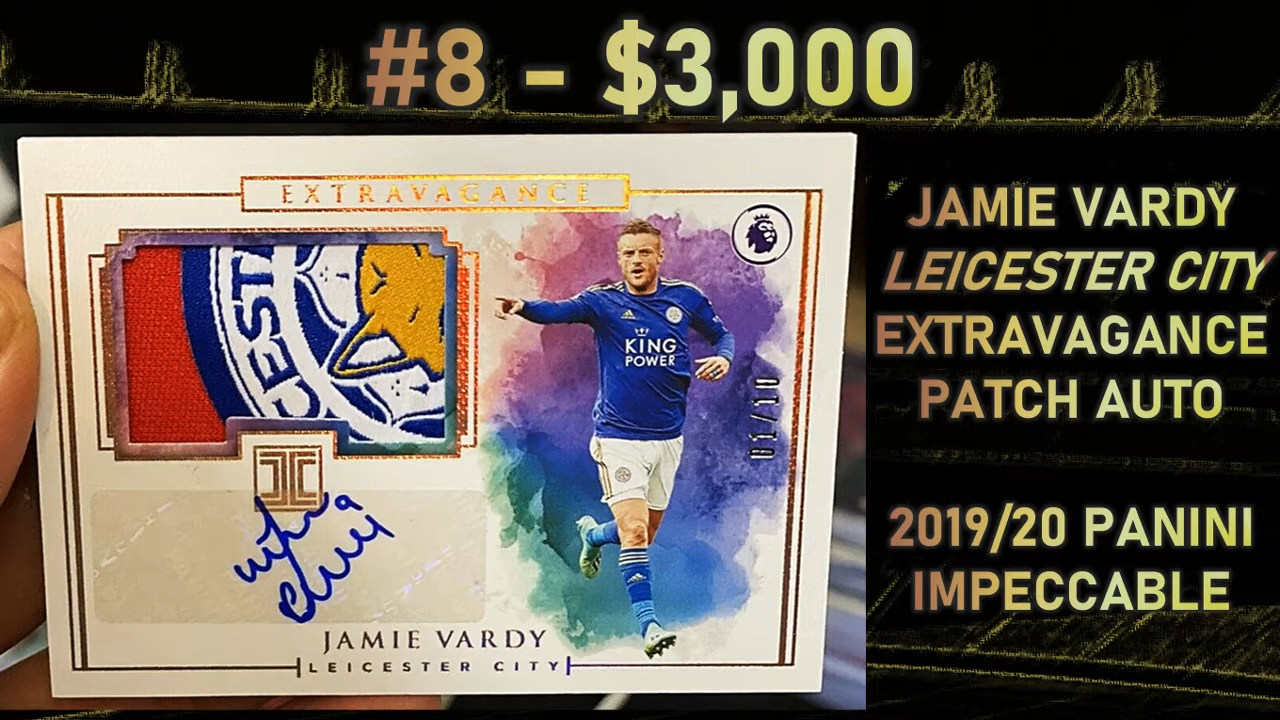 #8 - $3,000
EXTRAVAGANCE
CESTE
KING
POWER
01/10
JAMIE VARDY
LEICESTER CITY
JAMIE VARDY
LEICESTER CITY
EXTRAVAGANCE
PATCH AUTO
2019/20 PANINI
IMPECCABLE